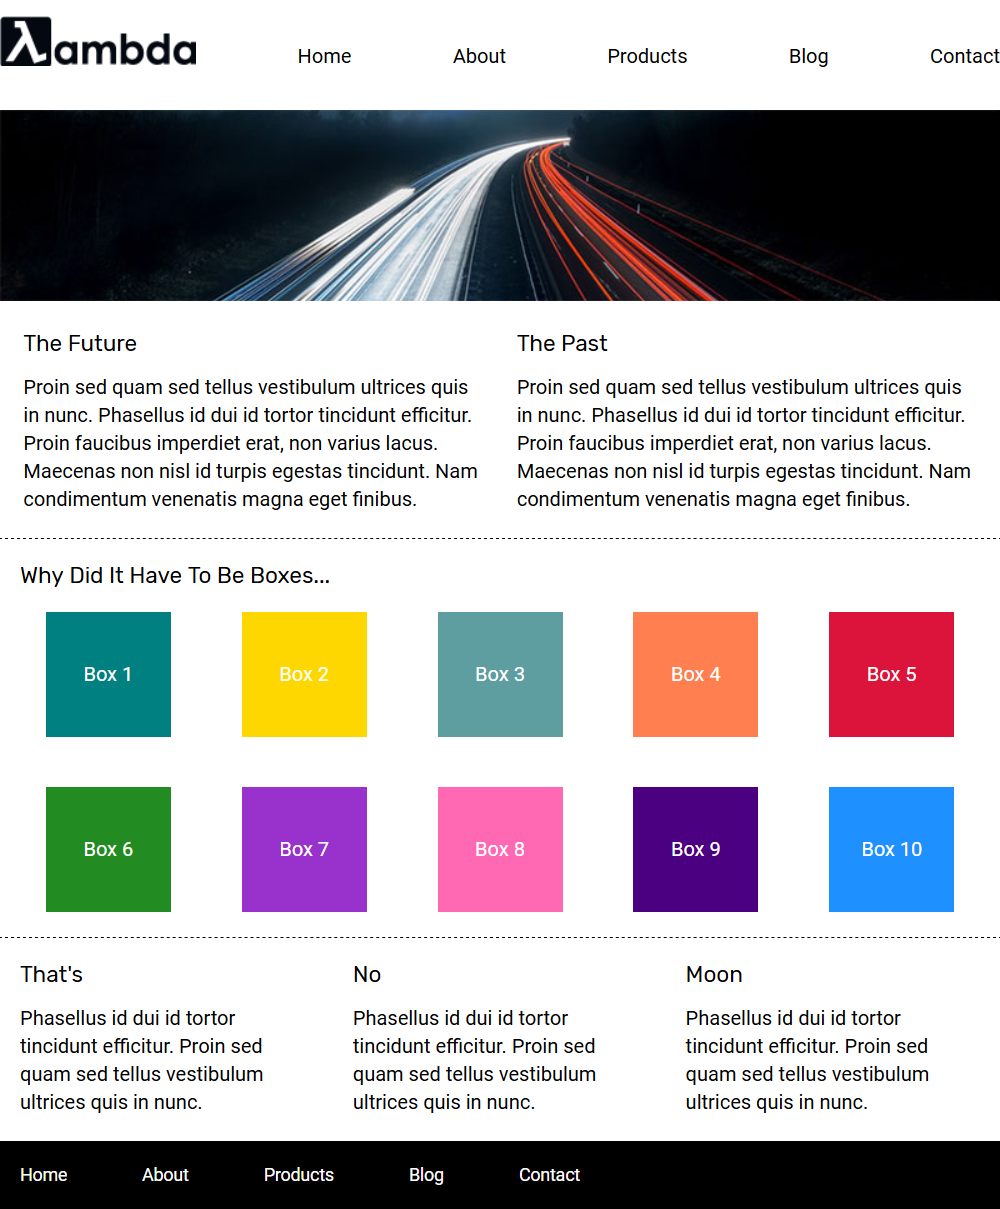 λambda
Home About Products Blog Contact
The Future
Proin sed quam sed tellus vestibulum ultrices quis
in nunc. Phasellus id dui id tortor tincidunt efficitur.
Proin faucibus imperdiet erat, non varius lacus.
Maecenas non nisl id turpis egestas tincidunt. Nam
condimentum venenatis magna eget finibus.
The Past
Proin sed quam sed tellus vestibulum ultrices quis
in nunc. Phasellus id dui id tortor tincidunt efficitur.
Proin faucibus imperdiet erat, non varius lacus.
Maecenas non nisl id turpis egestas tincidunt. Nam
condimentum venenatis magna eget finibus.
Why Did It Have To Be Boxes...
Box 1 Box 2 Box 3 Box 4 Box 5
Box 6 Box 7 Box 8 Box 9 Box 10
That's
Phasellus id dui id tortor
tincidunt efficitur. Proin sed
quam sed tellus vestibulum
ultrices quis in nunc.
No
Phasellus id dui id tortor
tincidunt efficitur. Proin sed
quam sed tellus vestibulum
ultrices quis in nunc.
Moon
Phasellus id dui id tortor
tincidunt efficitur. Proin sed
quam sed tellus vestibulum
ultrices quis in nunc.
Home About Products Blog Contact